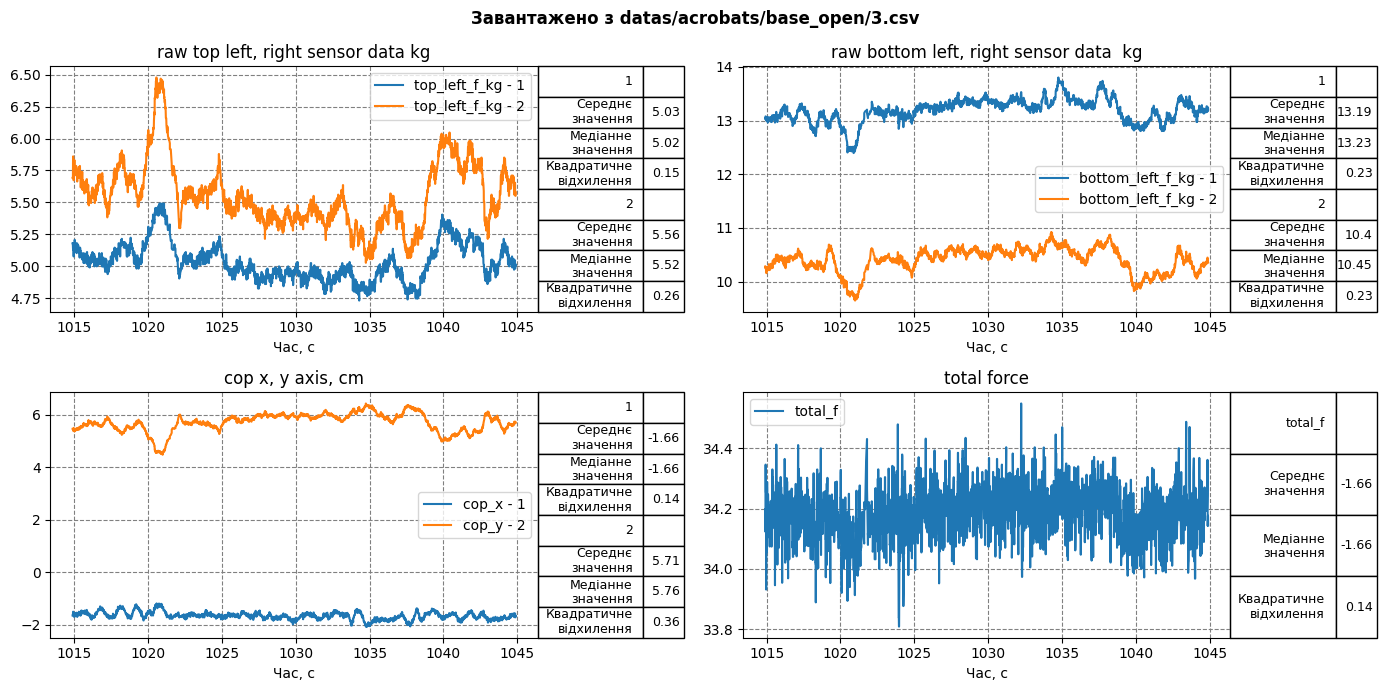 Завантажено з datas/acrobats/base_open/3.csv
raw top left, right sensor data kg
6.50
6.25
6.00
5.75
5.50
5.25
5.00
4.75
1015 1020 1025 1030 1035 1040 1045
Час, с
top_left_f_kg - 1
top_left_f_kg - 2
1
Середнє
значення
5.03
Медіанне
значення
5.02
Квадратичне
відхилення
0.15
2
Середнє
значення
5.56
Медіанне
значення
5.52
Квадратичне
відхилення
0.26
raw bottom left, right sensor data  kg
14
13
12
11
10
1015 1020 1025 1030 1035 1040 1045
Час, с
bottom_left_f_kg - 1
bottom_left_f_kg - 2
1
Середнє
значення
13.19
Медіанне
значення
13.23
Квадратичне
відхилення
0.23
2
Середнє
значення
10.4
Медіанне
значення
10.45
Квадратичне
відхилення
0.23
cop x, y axis, cm
6
4
2
0
−2
1015 1020 1025 1030 1035 1040 1045
Час, с
cop_x - 1
cop_y - 2
1
Середнє
значення
-1.66
Медіанне
значення
-1.66
Квадратичне
відхилення
0.14
2
Середнє
значення
5.71
Медіанне
значення
5.76
Квадратичне
відхилення
0.36
total force
34.4
34.2
34.0
33.8
1015 1020 1025 1030 1035 1040 1045
Час, с
total_f
total_f
Середнє
значення
-1.66
Медіанне
значення
-1.66
Квадратичне
відхилення
0.14